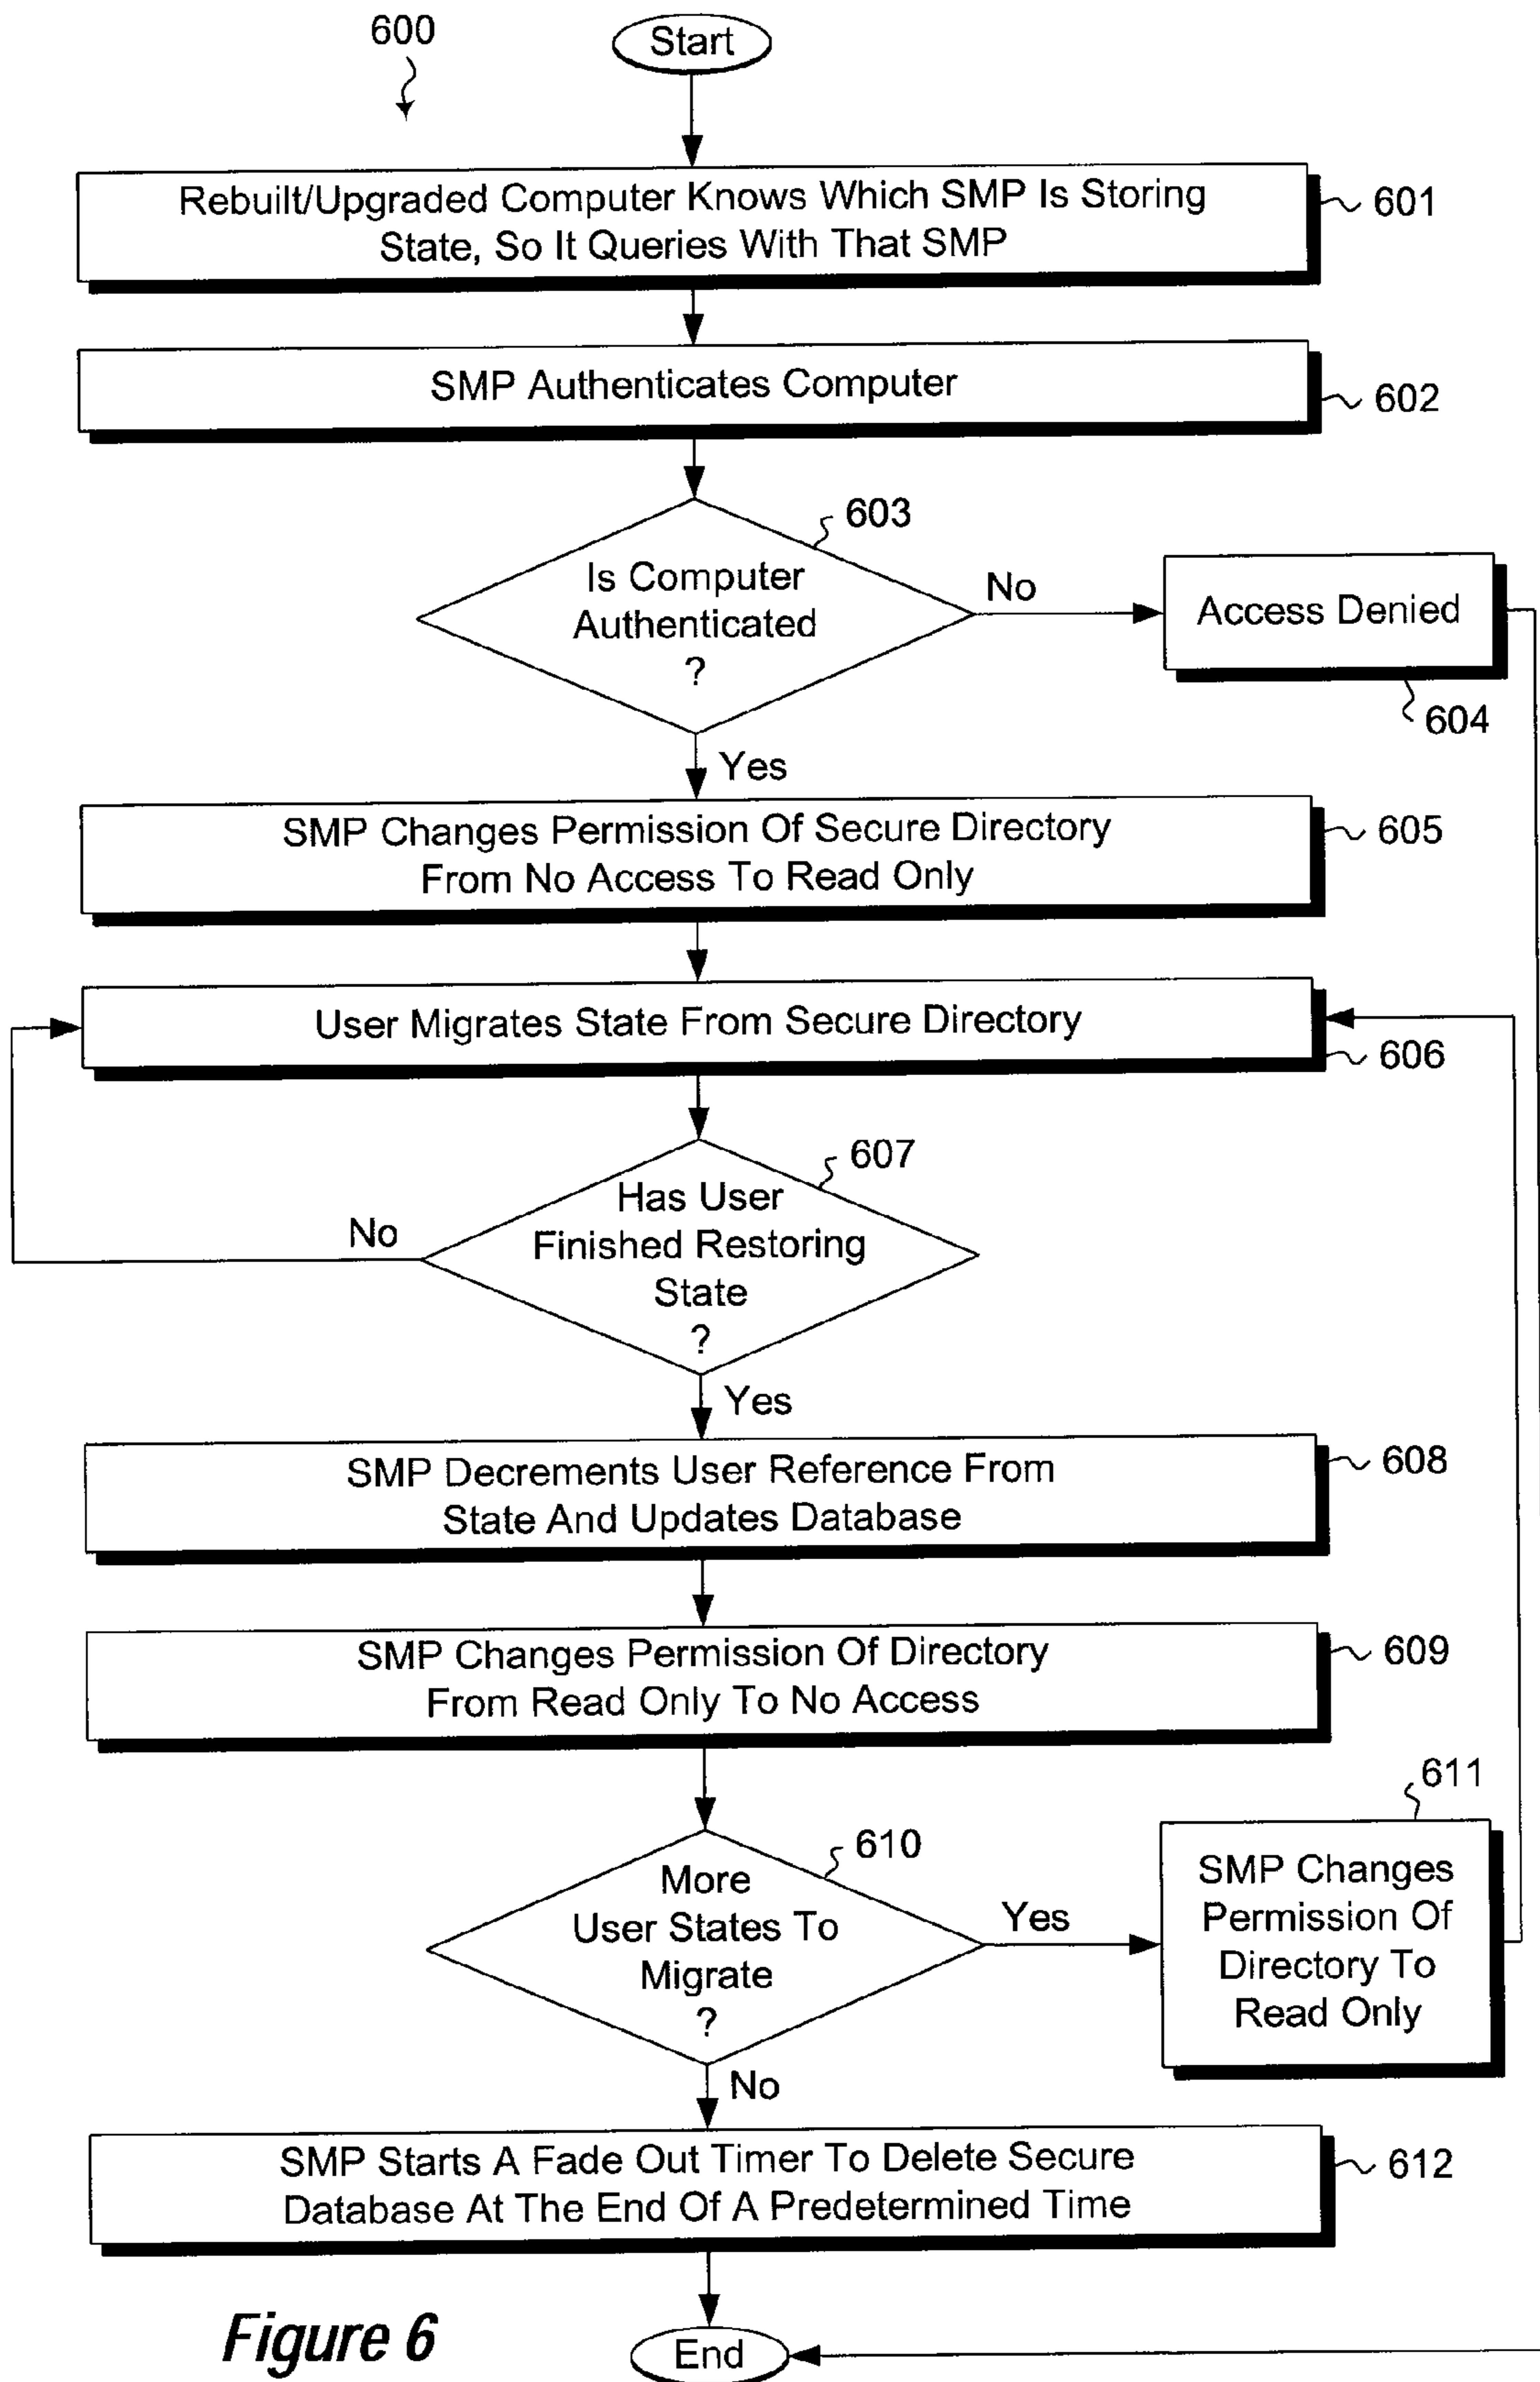 600
Start
Rebuilt/Upgraded Computer Knows Which SMP Is Storing
State, So It Queries With That SMP
601
SMP Authenticates Computer
602
603
Is Computer
Authenticated
?
No
Access Denied
604
Yes
SMP Changes Permission Of Secure Directory
From No Access To Read Only
605
User Migrates State From Secure Directory
606
607
Has User
Finished Restoring
State
?
No
Yes
SMP Decrements User Reference From
State And Updates Database
608
SMP Changes Permission Of Directory
From Read Only To No Access
609
610
More
User States To
Migrate
?
Yes
611
SMP Changes
Permission Of
Directory To
Read Only
No
SMP Starts A Fade Out Timer To Delete Secure
Database At The End Of A Predetermined Time
612
End
Figure 6